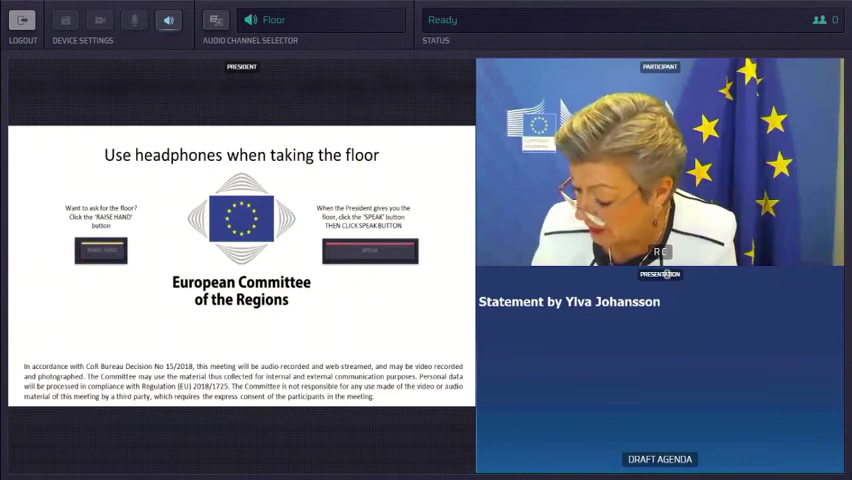 LOGOUT
DEVICE SETTINGS
Floor
AUDIO CHANNEL SELECTOR
Ready
0
STATUS
PRESIDENT
Use headphones when taking the floor
Want to ask for the floor?
Click the 'RAISE HAND'
button
RAISE HAND
When the President gives you the
floor, click the 'SPEAK' button
THEN CLICK SPEAK BUTTON
SPEAK
European Committee
of the Regions
In accordance with CoR Bureau Decision No 15/2018, this meeting will be audio-recorded and web-streamed, and may be video recorded
and photographed. The Committee may use the material thus collected for internal and external communication purposes. Personal data
will be processed in compliance with Regulation (EU) 2018/1725. The Committee is not responsible for any use made of the video or audio
material of this meeting by a third party, which requires the express consent of the participants in the meeting.
PARTICIPANT
RC
PRESENTATION
Statement by Ylva Johansson
DRAFT AGENDA